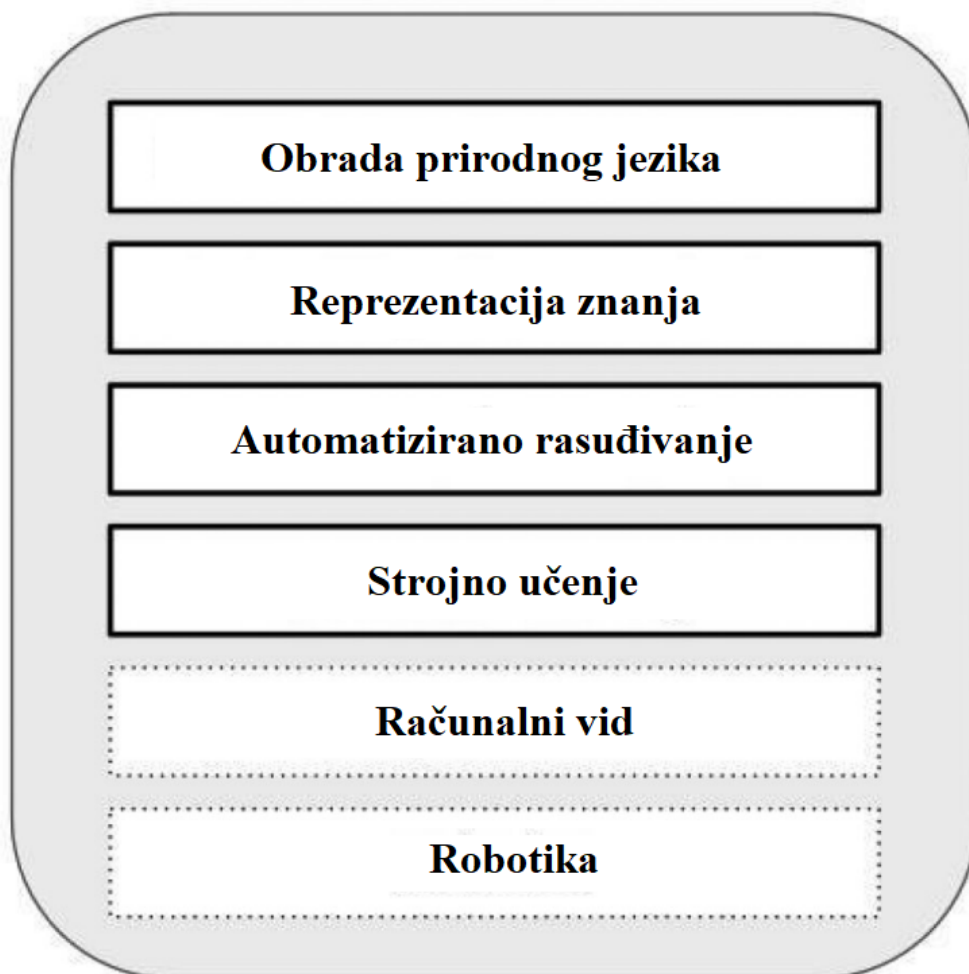 Obrada prirodnog jezika
Reprezentacija znanja
Automatizirano rasuđivanje
Strojno učenje
Računalni vid
Robotika